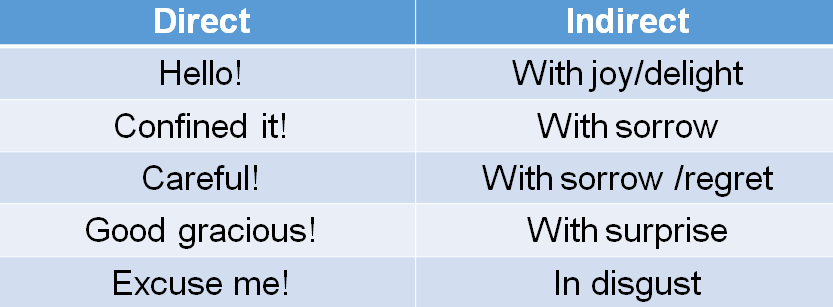 Direct Indirect
Hello! With joy/delight
Confined it! With sorrow
Careful! With sorrow /regret
Good gracious! With surprise
Excuse me! In disgust